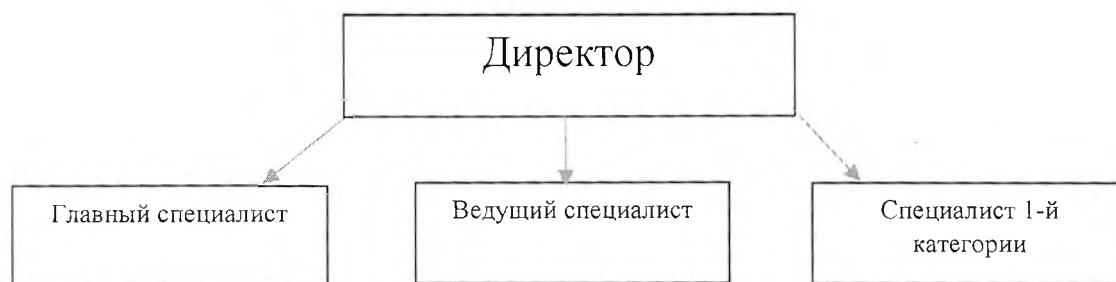 Директор
Главный специалист
Ведущий специалист
Специалист 1-й
категории